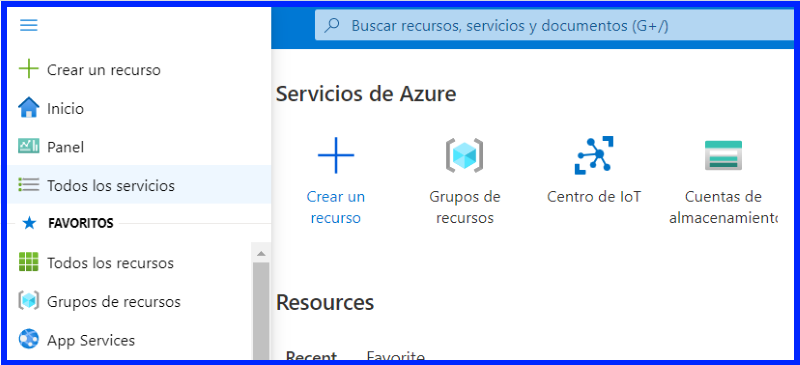 Buscar recursos, servicios y documentos (G+/)
Crear un recurso
Inicio
Panel
Todos los servicios
FAVORITOS
Todos los recursos
Grupos de recursos
App Services
Servicios de Azure
Crear un
recurso
Grupos de
recursos
Centro de IoT
Cuentas de
almacenamiento
Resources
Recent Favorite